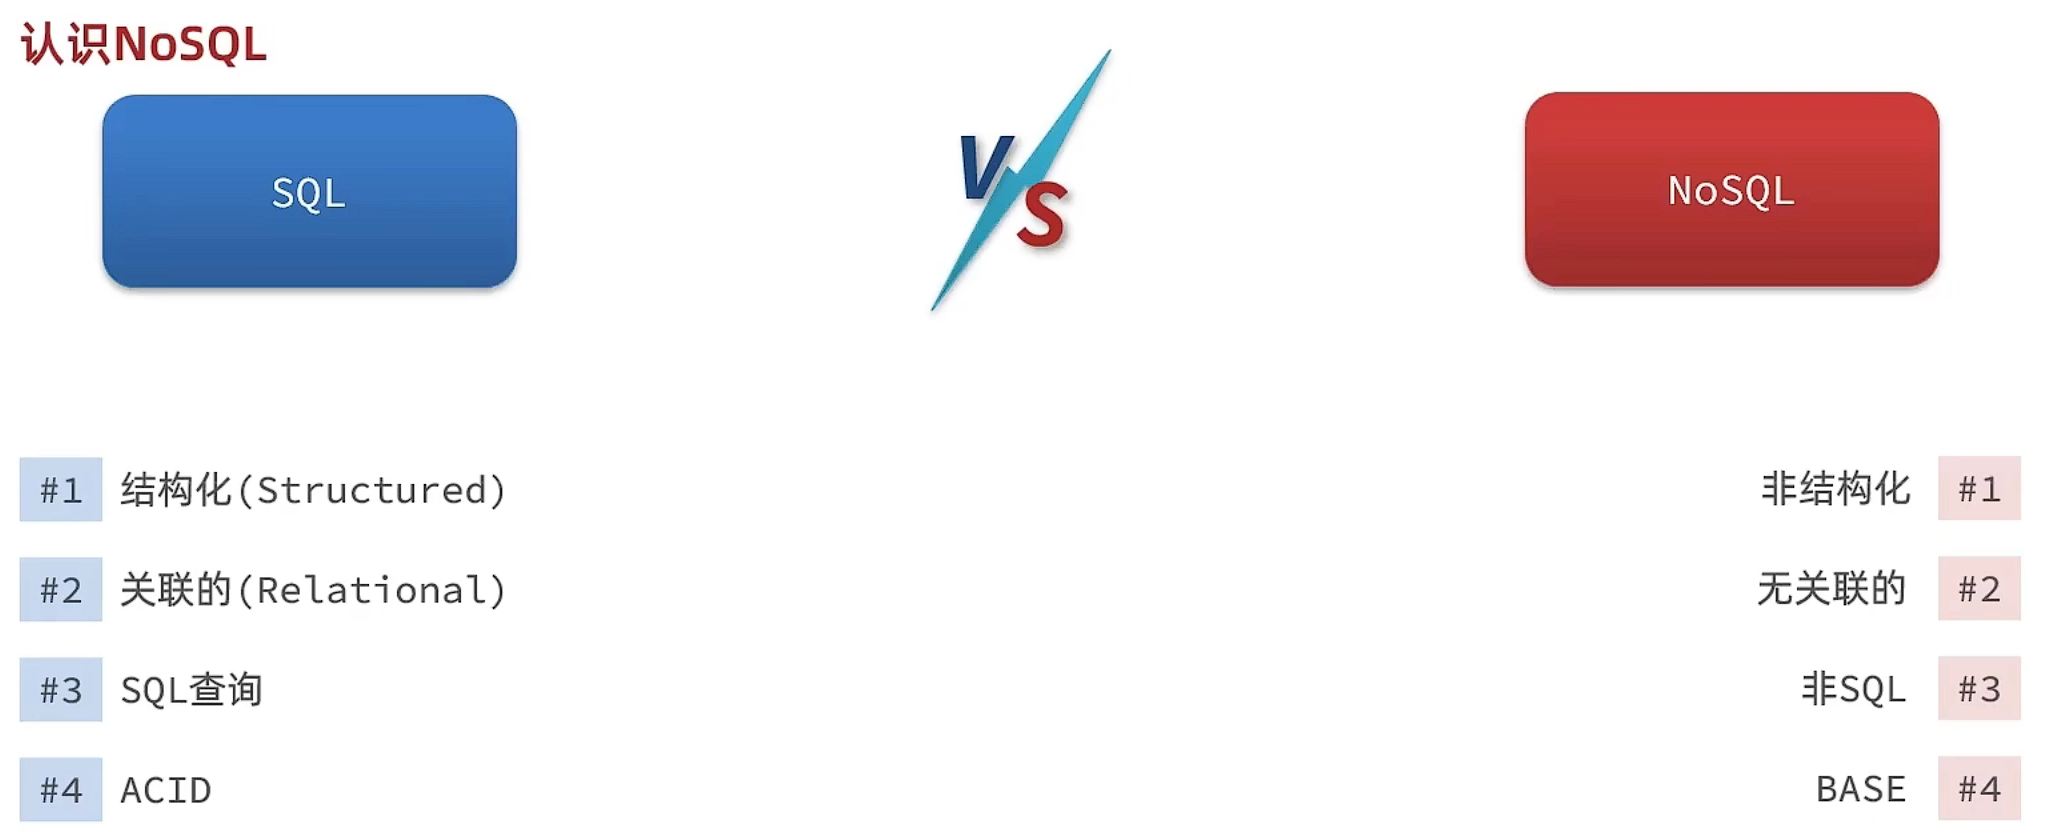 认识NoSQL
SQL
VS
NoSQL
#1 结构化(Structured)
非结构化 #1
#2 关联的(Relational)
无关联的 #2
#3 SQL查询
非SQL #3
#4 ACID
BASE #4